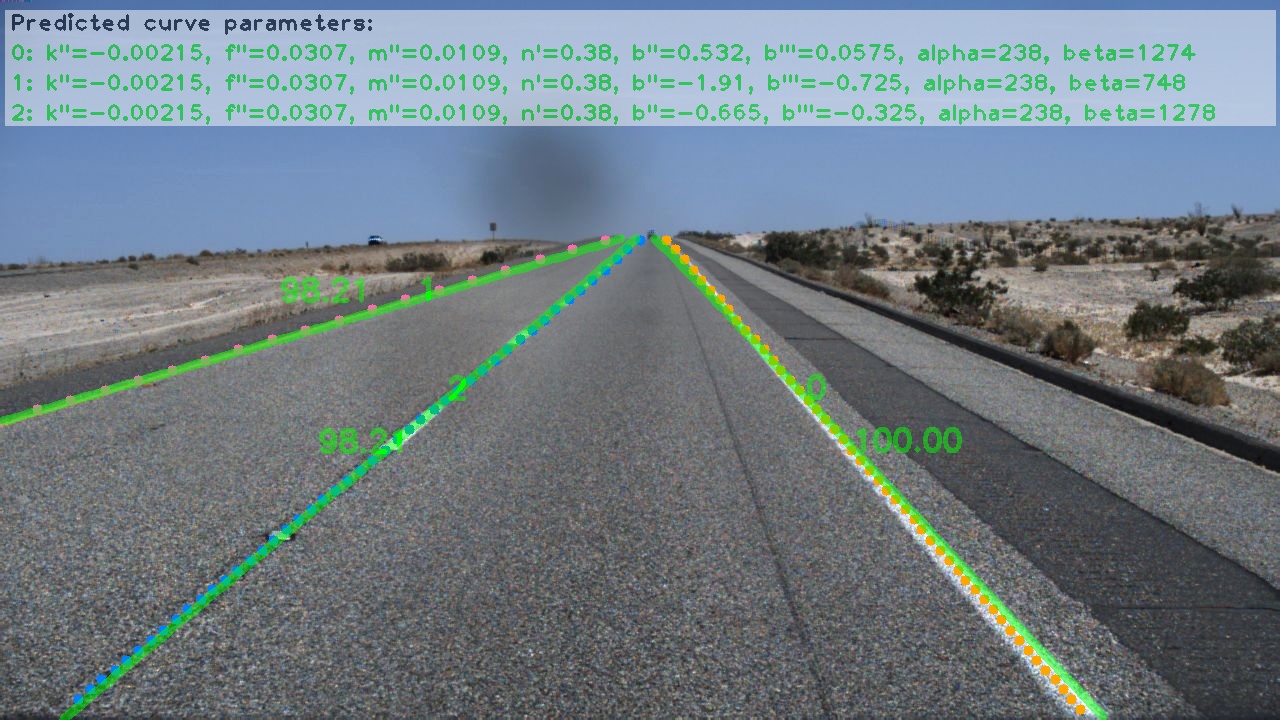 Predicted curve parameters:
0: k''=-0.00215, f''=0.0307, m''=0.0109, n'=0.38, b''=0.532, b'''=0.0575, alpha=238, beta=1274
1: k''=-0.00215, f''=0.0307, m''=0.0109, n'=0.38, b''=-1.91, b'''=-0.725, alpha=238, beta=748
2: k''=-0.00215, f''=0.0307, m''=0.0109, n'=0.38, b''=-0.665, b'''=-0.325, alpha=238, beta=1278
98.21 1
2 0
98.21 100.00